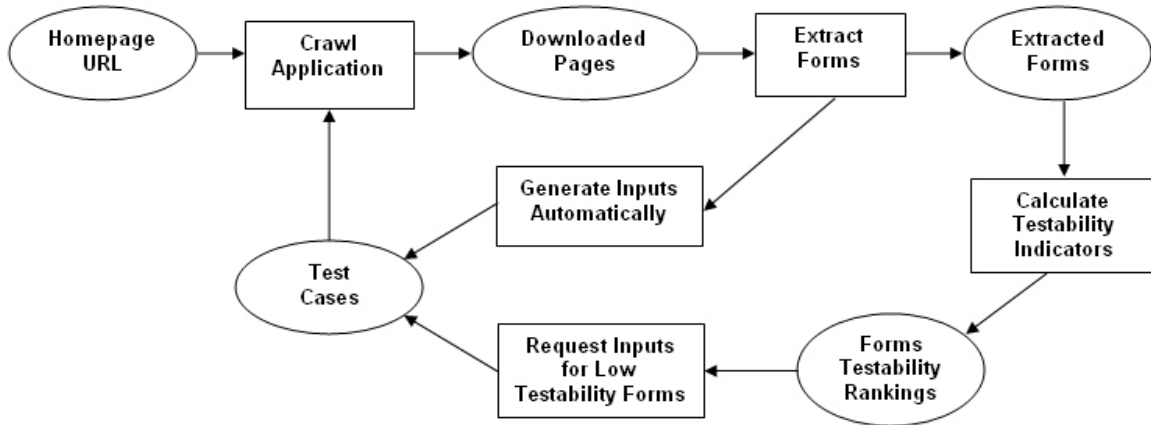 Homepage
URL
Crawl
Application
Downloaded
Pages
Extract
Forms
Extracted
Forms
Generate Inputs
Automatically
Calculate
Testability
Indicators
Test
Cases
Request Inputs
for Low
Testability Forms
Forms
Testability
Rankings